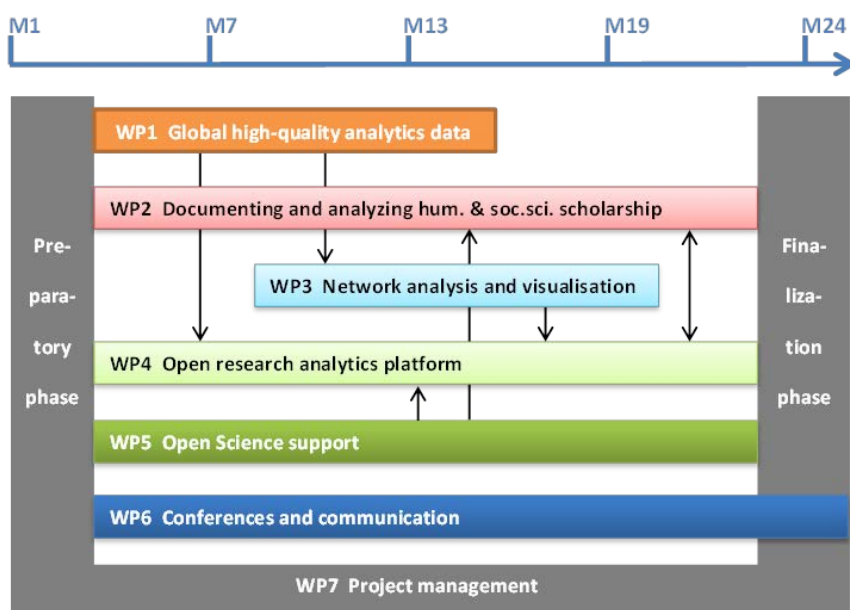 M1 M7 M13 M19 M24
WP1 Global high-quality analytics data
WP2 Documenting and analyzing hum. & soc.sci. scholarship
Pre-
para-
tory
phase
WP3 Network analysis and visualisation
WP4 Open research analytics platform
WP5 Open Science support
WP6 Conferences and communication
Fina-
liza-
tion
phase
WP7 Project management